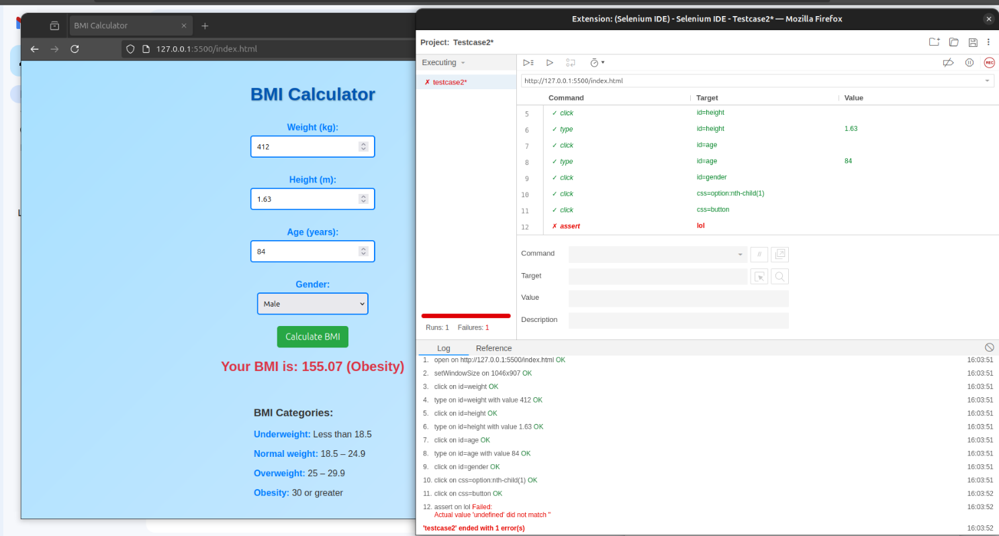 BMI Calculator
127.0.0.1:5500/index.html
BMI Calculator
Weight (kg):
412
Height (m):
1.63
Age (years):
84
Gender:
Male
Calculate BMI
Your BMI is: 155.07 (Obesity)
BMI Categories:
Underweight: Less than 18.5
Normal weight: 18.5 – 24.9
Overweight: 25 – 29.9
Obesity: 30 or greater
Extension: (Selenium IDE) - Selenium IDE - Testcase2* — Mozilla Firefox
Project: Testcase2*
Executing
REC
✗ testcase2*
http://127.0.0.1:5500/index.html
Command Target Value
5 ✓ click id=height
6 ✓ type id=height 1.63
7 ✓ click id=age
8 ✓ type id=age 84
9 ✓ click id=gender
10 ✓ click css=option:nth-child(1)
11 ✓ click css=button
12 ✗ assert lol
Command //
Target
Value
Description
Runs: 1 Failures: 1
Log Reference
1. open on http://127.0.0.1:5500/index.html OK 16:03:51
2. setWindowSize on 1046x907 OK 16:03:51
3. click on id=weight OK 16:03:51
4. type on id=weight with value 412 OK 16:03:51
5. click on id=height OK 16:03:51
6. type on id=height with value 1.63 OK 16:03:51
7. click on id=age OK 16:03:51
8. type on id=age with value 84 OK 16:03:51
9. click on id=gender OK 16:03:51
10. click on css=option:nth-child(1) OK 16:03:51
11. click on css=button OK 16:03:52
12. assert on lol Failed: 16:03:52
Actual value 'undefined' did not match ''
'testcase2' ended with 1 error(s) 16:03:52